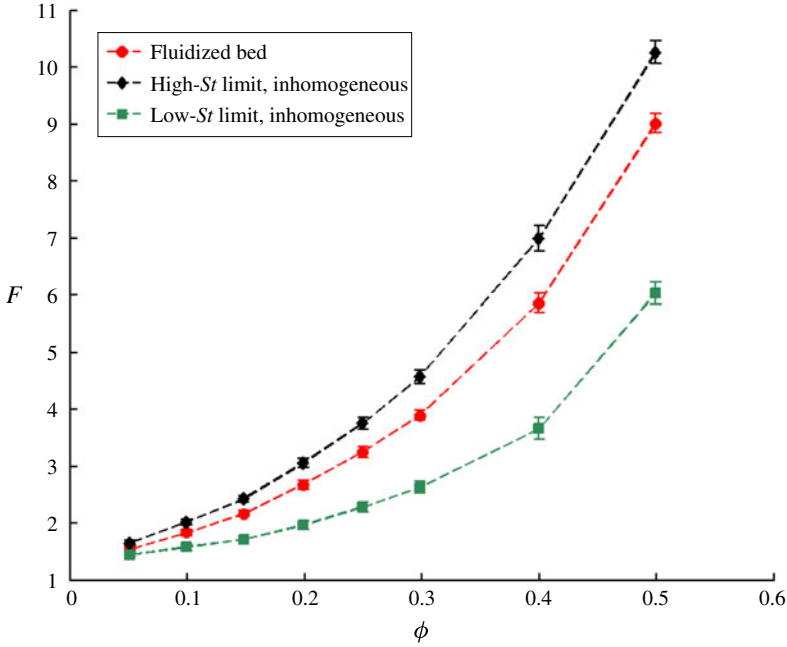 11
10
9
8
7
6
5
4
3
2
1
F
Fluidized bed
High-St limit, inhomogeneous
Low-St limit, inhomogeneous
0 0.1 0.2 0.3 0.4 0.5 0.6
ϕ